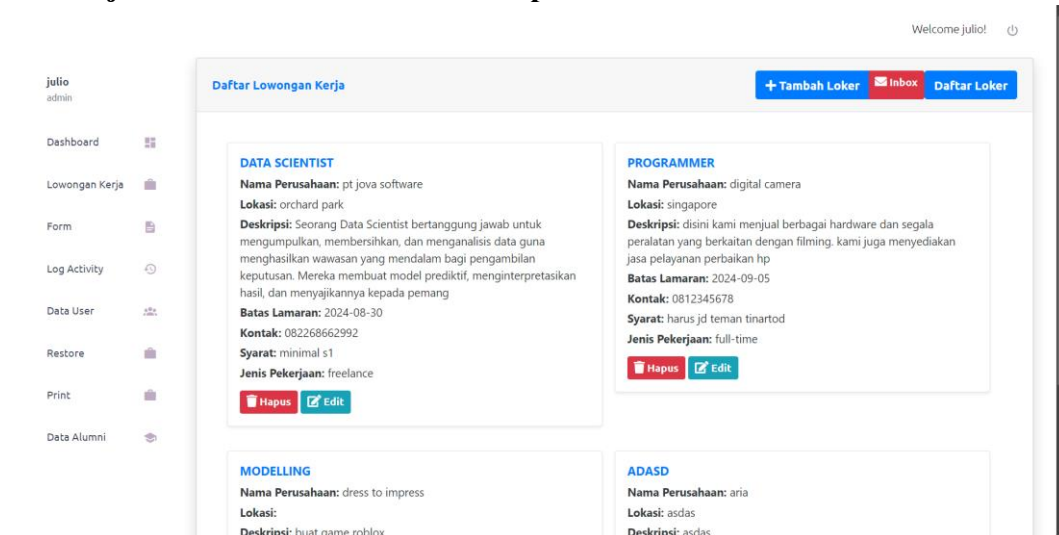 Welcome julio!
julio
admin
Dashboard
Lowongan Kerja
Form
Log Activity
Data User
Restore
Print
Data Alumni
Daftar Lowongan Kerja
+ Tambah Loker
Inbox
Daftar Loker
DATA SCIENTIST
Nama Perusahaan: pt jova software
Lokasi: orchard park
Deskripsi: Seorang Data Scientist bertanggung jawab untuk
mengumpulkan, membersihkan, dan menganalisis data guna
menghasilkan wawasan yang mendalam bagi pengambilan
keputusan. Mereka membuat model prediktif, menginterpretasikan
hasil, dan menyajikannya kepada pemang
Batas Lamaran: 2024-08-30
Kontak: 082268662992
Syarat: minimal s1
Jenis Pekerjaan: freelance
Hapus
Edit
PROGRAMMER
Nama Perusahaan: digital camera
Lokasi: singapore
Deskripsi: disini kami menjual berbagai hardware dan segala
peralatan yang berkaitan dengan filming. kami juga menyediakan
jasa pelayanan perbaikan hp
Batas Lamaran: 2024-09-05
Kontak: 0812345678
Syarat: harus jd teman tinartod
Jenis Pekerjaan: full-time
Hapus
Edit
MODELLING
Nama Perusahaan: dress to impress
Lokasi:
Deskripsi: buat game roblox
ADASD
Nama Perusahaan: aria
Lokasi: asdas
Deskripsi: asdas